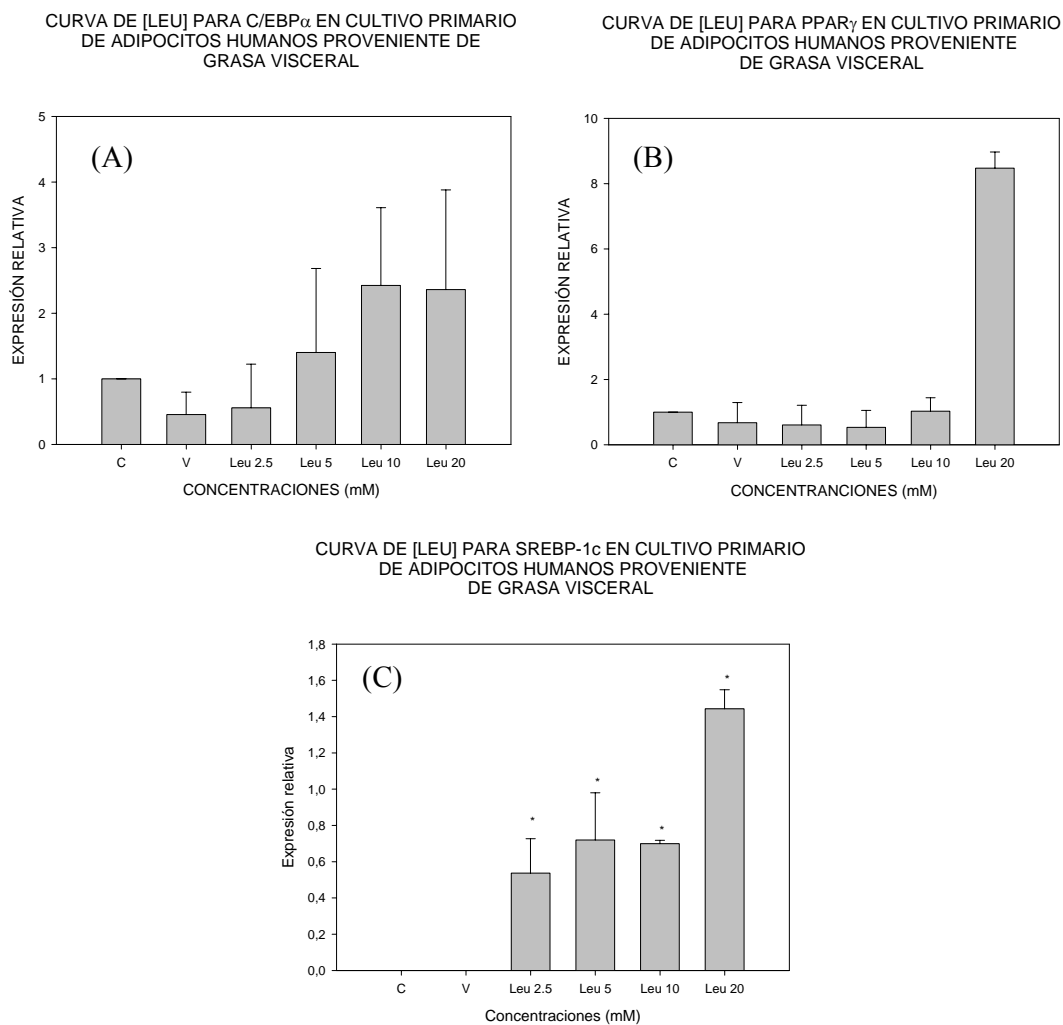 CURVA DE [LEU] PARA C/EBPα EN CULTIVO PRIMARIO
DE ADIPOCITOS HUMANOS PROVENIENTE DE
GRASA VISCERAL
(A)
EXPRESIÓN RELATIVA
5
4
3
2
1
0
C V Leu 2.5 Leu 5 Leu 10 Leu 20
CONCENTRACIONES (mM)
CURVA DE [LEU] PARA PPARγ EN CULTIVO PRIMARIO
DE ADIPOCITOS HUMANOS PROVENIENTE
DE GRASA VISCERAL
(B)
EXPRESIÓN RELATIVA
10
8
6
4
2
0
C V Leu 2.5 Leu 5 Leu 10 Leu 20
CONCENTRANCIONES (mM)
CURVA DE [LEU] PARA SREBP-1c EN CULTIVO PRIMARIO
DE ADIPOCITOS HUMANOS PROVENIENTE
DE GRASA VISCERAL
(C)
Expresión relativa
1,8
1,6
1,4
1,2
1,0
0,8
0,6
0,4
0,2
0,0
* * * *
C V Leu 2.5 Leu 5 Leu 10 Leu 20
Concentraciones (mM)